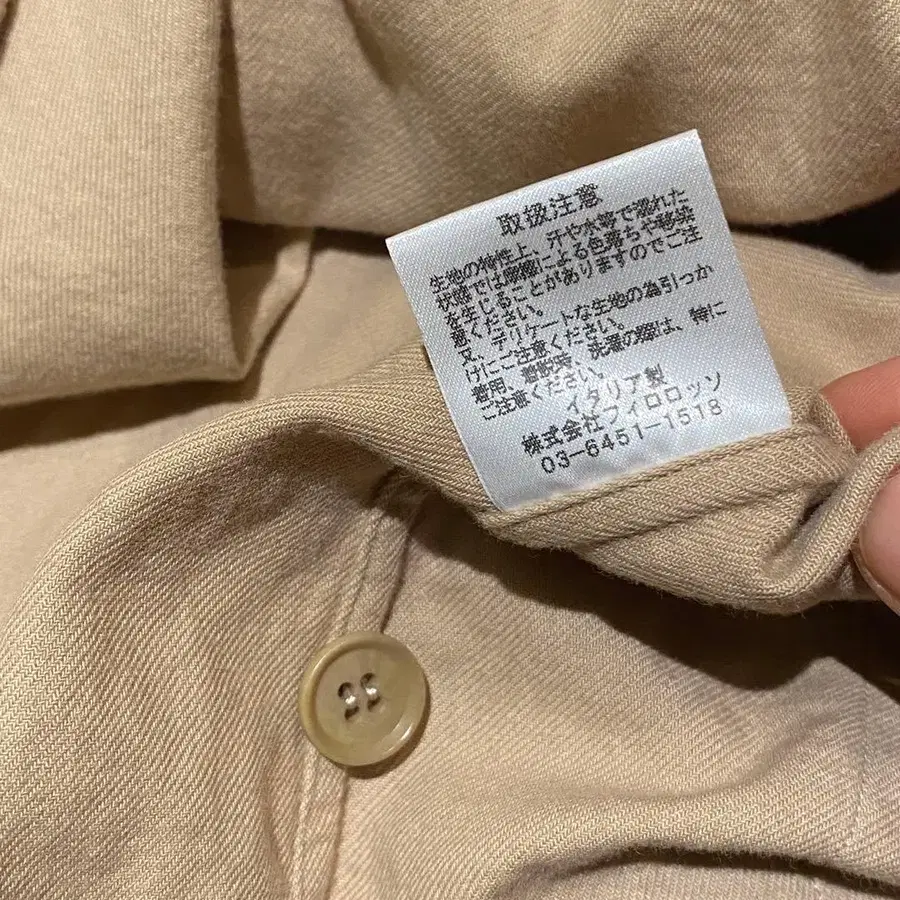 取扱注意
生地の特性上、汗や水等で濡れた
状態では摩擦による色落ちや移染
を生じることがありますのでご注
意ください。
又、デリケートな生地の為引っか
けにご注意ください。
着用、着脱時、洗濯の際は、特に
ご注意ください。
イタリア製
株式会社フィロロッソ
03-6451-1518